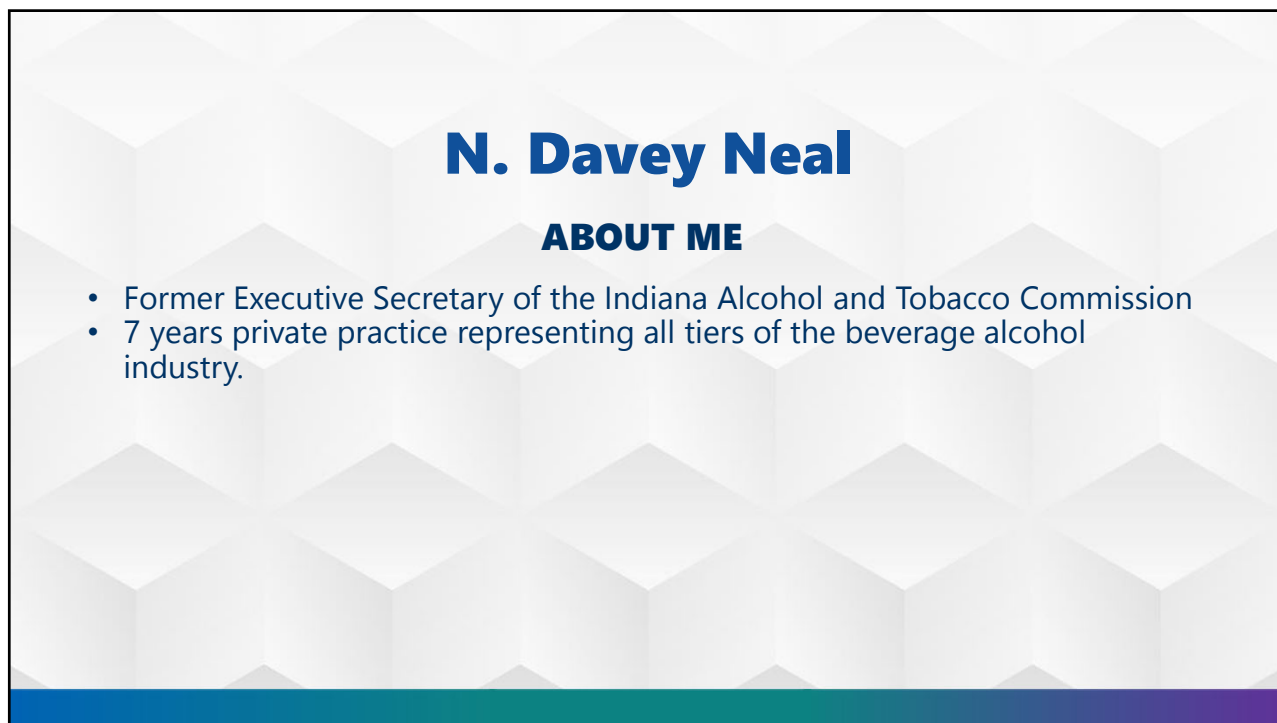 N. Davey Neal
ABOUT ME
• Former Executive Secretary of the Indiana Alcohol and Tobacco Commission
• 7 years private practice representing all tiers of the beverage alcohol
industry.